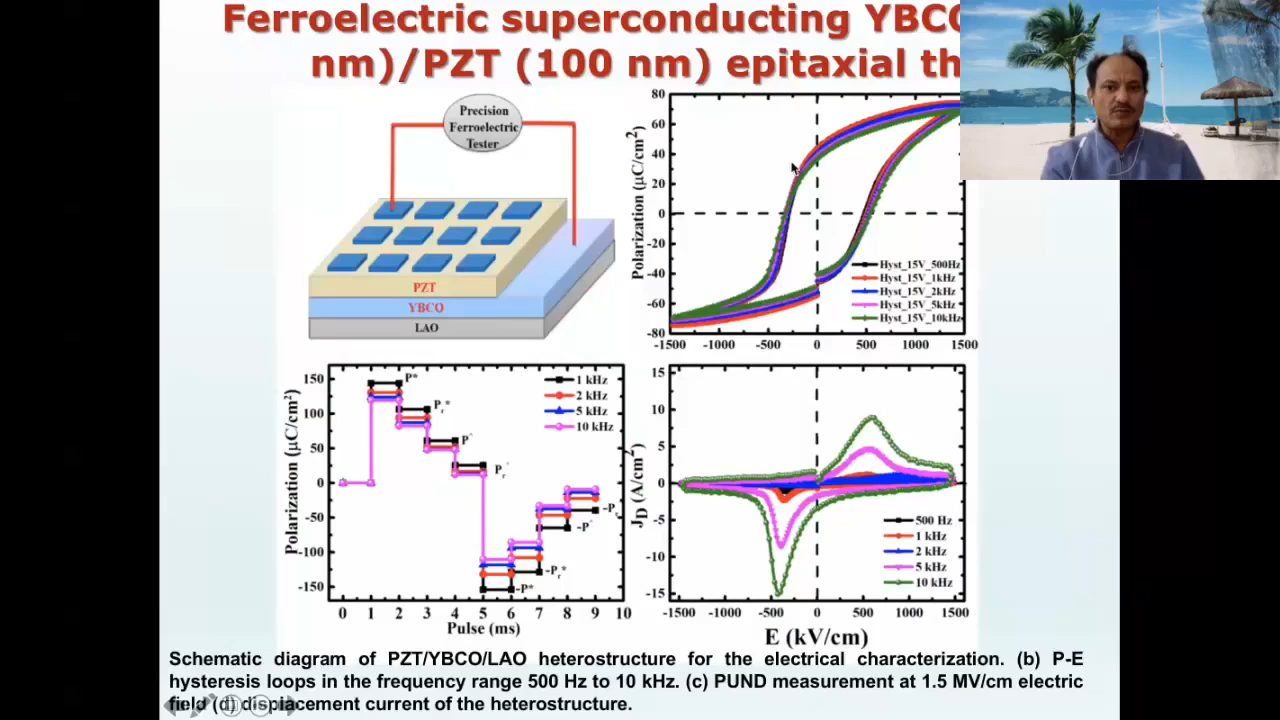 Ferroelectric superconducting YBC
nm)/PZT (100 nm) epitaxial th
Precision
Ferroelectric
Tester
PZT
YBCO
LAO
Polarization (μC/cm²)
80
60
40
20
0
-20
-40
-60
-80
-1500 -1000 -500 0 500 1000 1500
Hyst_15V_500Hz
Hyst_15V_1kHz
Hyst_15V_2kHz
Hyst_15V_5kHz
Hyst_15V_10kHz
Polarization (μC/cm²)
150
100
50
0
-50
-100
-150
P*
Pr*
P^
Pr^
-P*
-Pr*
-P^
-Pr
1 kHz
2 kHz
5 kHz
10 kHz
0 1 2 3 4 5 6 7 8 9 10
Pulse (ms)
JD (A/cm²)
15
10
5
0
-5
-10
-15
500 Hz
1 kHz
2 kHz
5 kHz
10 kHz
-1500 -1000 -500 0 500 1000 1500
E (kV/cm)
Schematic diagram of PZT/YBCO/LAO heterostructure for the electrical characterization. (b) P-E
hysteresis loops in the frequency range 500 Hz to 10 kHz. (c) PUND measurement at 1.5 MV/cm electric
field (d) displacement current of the heterostructure.